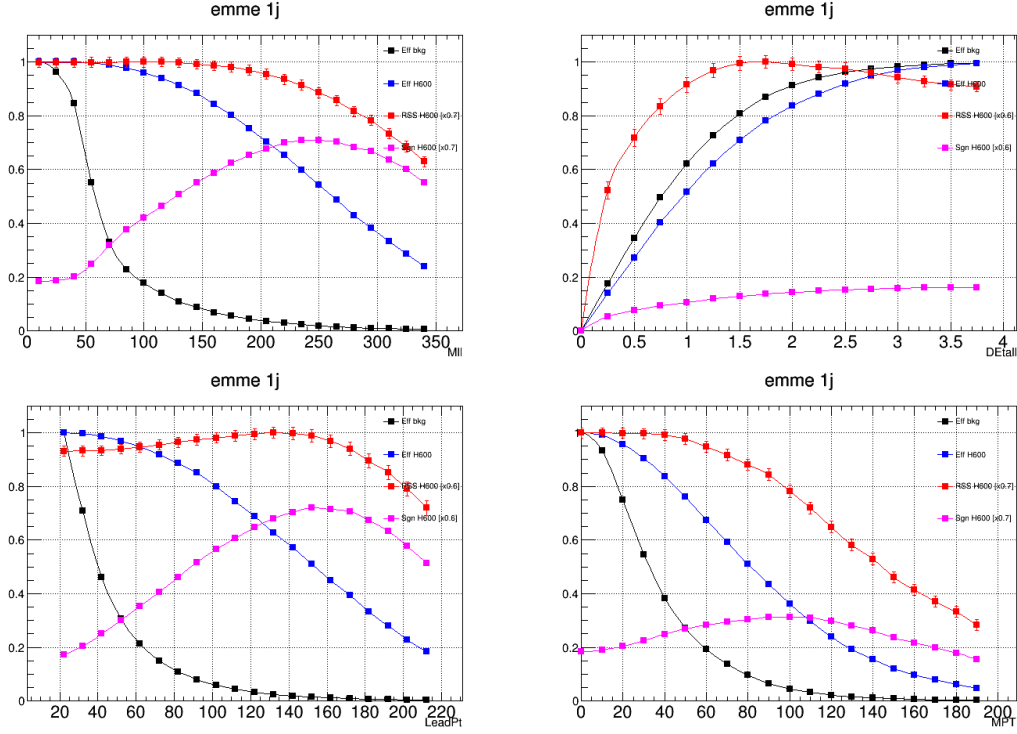 emme 1j
Eff bkg
Eff H600
RSS H600 [x0.7]
Sgn H600 [x0.7]
1
0.8
0.6
0.4
0.2
0
0 50 100 150 200 250 300 350
Mll
emme 1j
Eff bkg
Eff H600
RSS H600 [x0.6]
Sgn H600 [x0.6]
1
0.8
0.6
0.4
0.2
0
0 0.5 1 1.5 2 2.5 3 3.5 4
DEtall
emme 1j
Eff bkg
Eff H600
RSS H600 [x0.6]
Sgn H600 [x0.6]
1
0.8
0.6
0.4
0.2
0
20 40 60 80 100 120 140 160 180 200 220
LeadPt
emme 1j
Eff bkg
Eff H600
RSS H600 [x0.7]
Sgn H600 [x0.7]
1
0.8
0.6
0.4
0.2
0
0 20 40 60 80 100 120 140 160 180 200
MPT